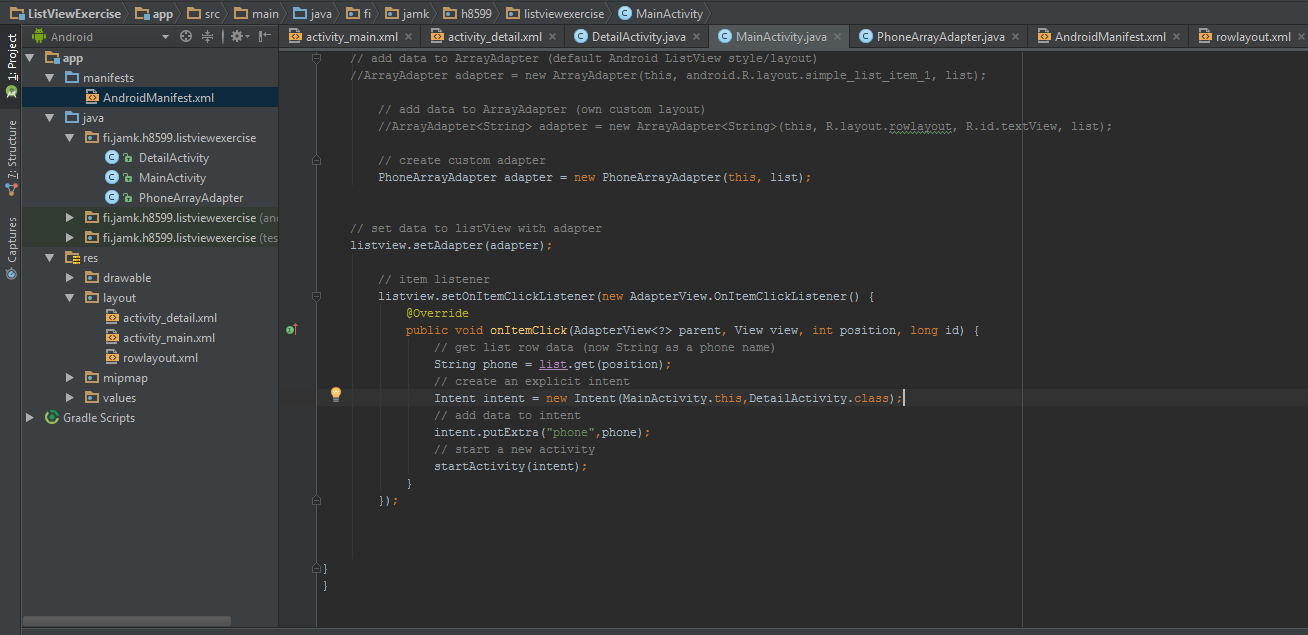 ListViewExercise app src main java fi jamk h8599 listviewexercise MainActivity
Android
activity_main.xml activity_detail.xml DetailActivity.java MainActivity.java PhoneArrayAdapter.java AndroidManifest.xml rowlayout.xml
1: Project
7: Structure
Captures
app
manifests
AndroidManifest.xml
java
fi.jamk.h8599.listviewexercise
DetailActivity
MainActivity
PhoneArrayAdapter
fi.jamk.h8599.listviewexercise (and
fi.jamk.h8599.listviewexercise (tes
res
drawable
layout
activity_detail.xml
activity_main.xml
rowlayout.xml
mipmap
values
Gradle Scripts
// add data to ArrayAdapter (default Android ListView style/layout)
//ArrayAdapter adapter = new ArrayAdapter(this, android.R.layout.simple_list_item_1, list);
// add data to ArrayAdapter (own custom layout)
//ArrayAdapter<String> adapter = new ArrayAdapter<String>(this, R.layout.rowlayout, R.id.textView, list);
// create custom adapter
PhoneArrayAdapter adapter = new PhoneArrayAdapter(this, list);
// set data to listView with adapter
listview.setAdapter(adapter);
// item listener
listview.setOnItemClickListener(new AdapterView.OnItemClickListener() {
@Override
public void onItemClick(AdapterView<?> parent, View view, int position, long id) {
// get list row data (now String as a phone name)
String phone = list.get(position);
// create an explicit intent
Intent intent = new Intent(MainActivity.this,DetailActivity.class);
// add data to intent
intent.putExtra("phone",phone);
// start a new activity
startActivity(intent);
}
});
}
}